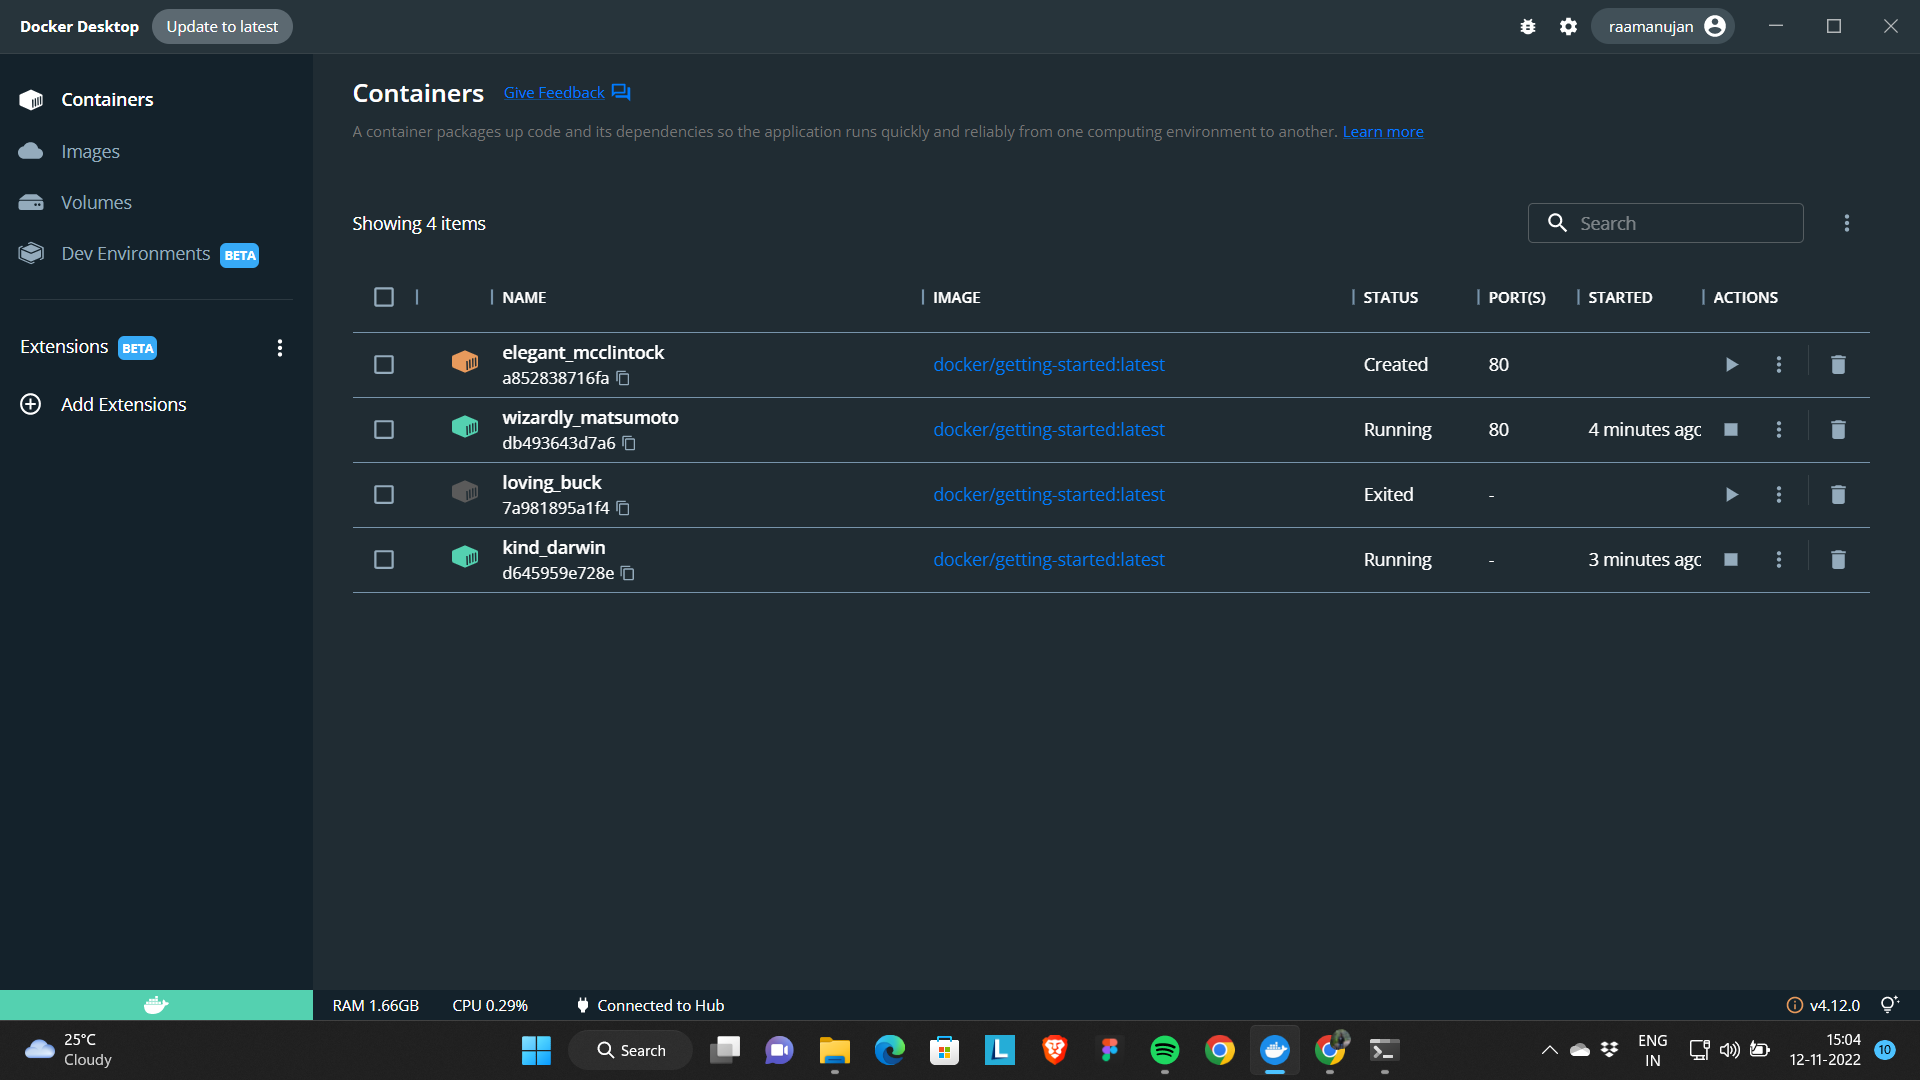 Docker Desktop Update to latest raamanujan
Containers
Images
Volumes
Dev Environments BETA
Extensions BETA
Add Extensions
Containers Give Feedback
A container packages up code and its dependencies so the application runs quickly and reliably from one computing environment to another. Learn more
Showing 4 items Search
NAME IMAGE STATUS PORT(S) STARTED ACTIONS
elegant_mcclintock
a852838716fa docker/getting-started:latest Created 80
wizardly_matsumoto
db493643d7a6 docker/getting-started:latest Running 80 4 minutes agc
loving_buck
7a981895a1f4 docker/getting-started:latest Exited -
kind_darwin
d645959e728e docker/getting-started:latest Running - 3 minutes agc
RAM 1.66GB CPU 0.29% Connected to Hub v4.12.0
25°C
Cloudy
Search
L
ENG
IN
15:04
12-11-2022
10